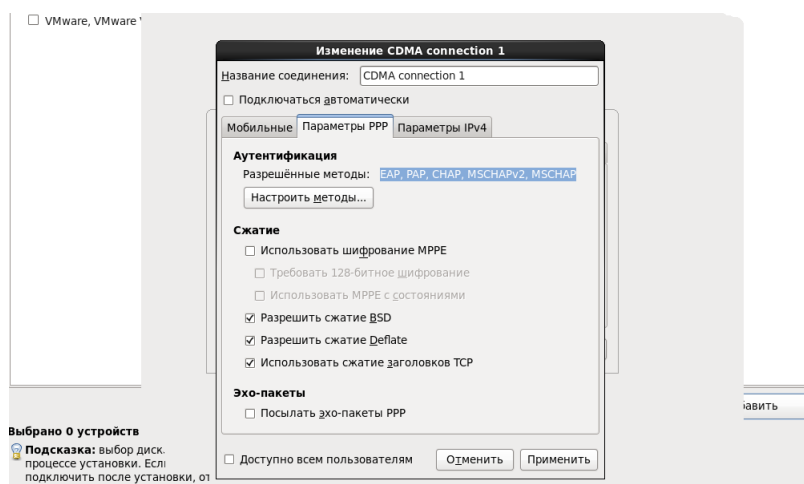 VMware, VMware
Изменение CDMA connection 1
Название соединения: CDMA connection 1
Подключаться автоматически
Мобильные Параметры PPP Параметры IPv4
Аутентификация
Разрешённые методы: EAP, PAP, CHAP, MSCHAPv2, MSCHAP
Настроить методы...
Сжатие
Использовать шифрование MPPE
Требовать 128-битное шифрование
Использовать MPPE с состояниями
Разрешить сжатие BSD
Разрешить сжатие Deflate
Использовать сжатие заголовков TCP
Эхо-пакеты
Посылать эхо-пакеты PPP
авить
Выбрано 0 устройств
Подсказка: выбор диск
процессе установки. Если
подключить после установки, от
Доступно всем пользователям Отменить Применить